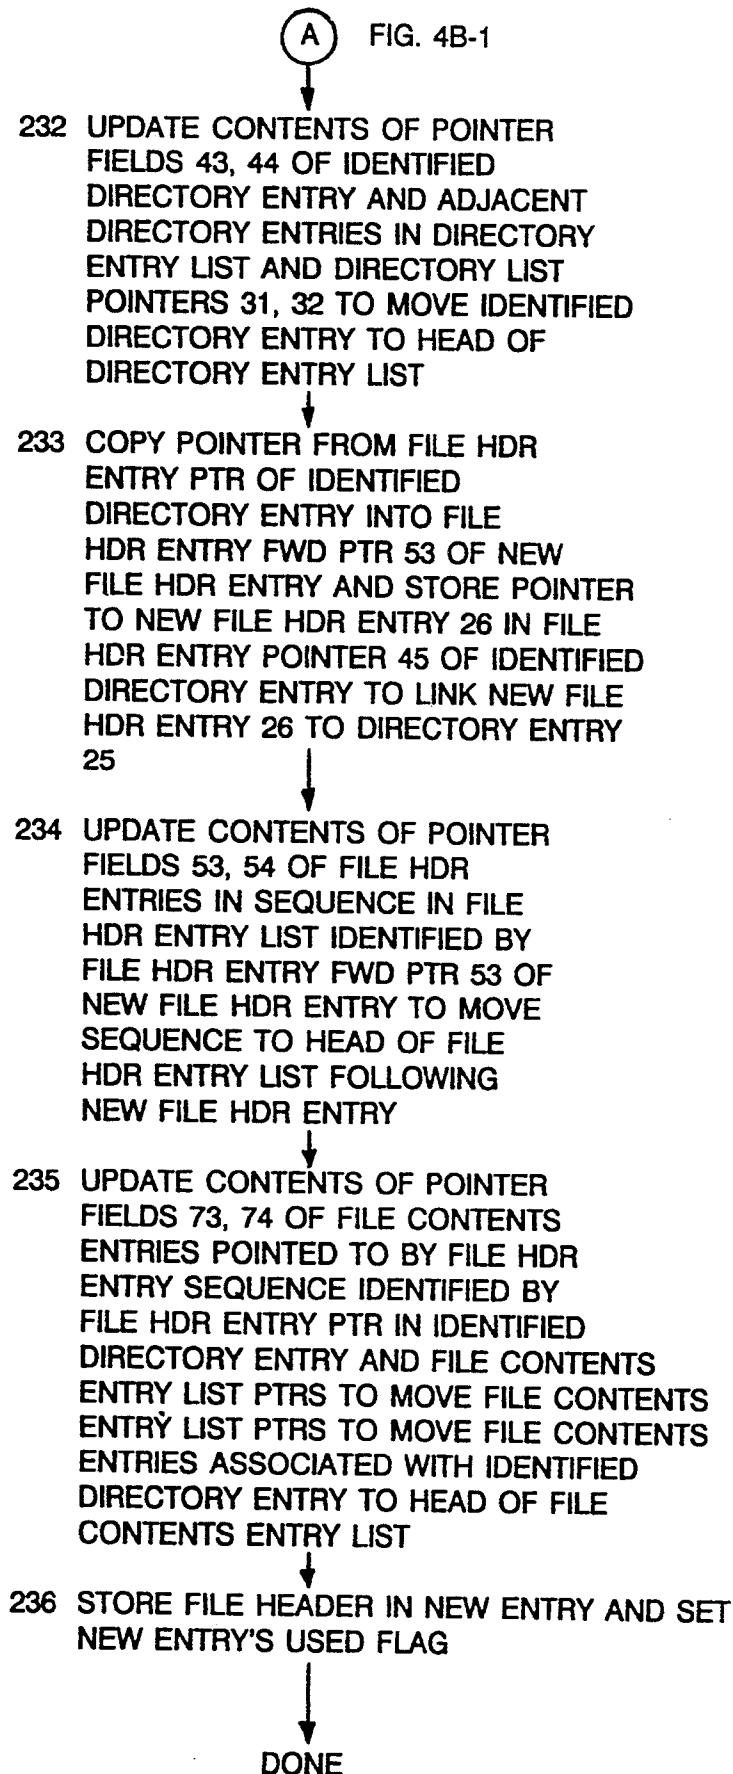 A FIG. 4B-1
232 UPDATE CONTENTS OF POINTER
FIELDS 43, 44 OF IDENTIFIED
DIRECTORY ENTRY AND ADJACENT
DIRECTORY ENTRIES IN DIRECTORY
ENTRY LIST AND DIRECTORY LIST
POINTERS 31, 32 TO MOVE IDENTIFIED
DIRECTORY ENTRY TO HEAD OF
DIRECTORY ENTRY LIST
233 COPY POINTER FROM FILE HDR
ENTRY PTR OF IDENTIFIED
DIRECTORY ENTRY INTO FILE
HDR ENTRY FWD PTR 53 OF NEW
FILE HDR ENTRY AND STORE POINTER
TO NEW FILE HDR ENTRY 26 IN FILE
HDR ENTRY POINTER 45 OF IDENTIFIED
DIRECTORY ENTRY TO LINK NEW FILE
HDR ENTRY 26 TO DIRECTORY ENTRY
25
234 UPDATE CONTENTS OF POINTER
FIELDS 53, 54 OF FILE HDR
ENTRIES IN SEQUENCE IN FILE
HDR ENTRY LIST IDENTIFIED BY
FILE HDR ENTRY FWD PTR 53 OF
NEW FILE HDR ENTRY TO MOVE
SEQUENCE TO HEAD OF FILE
HDR ENTRY LIST FOLLOWING
NEW FILE HDR ENTRY
235 UPDATE CONTENTS OF POINTER
FIELDS 73, 74 OF FILE CONTENTS
ENTRIES POINTED TO BY FILE HDR
ENTRY SEQUENCE IDENTIFIED BY
FILE HDR ENTRY PTR IN IDENTIFIED
DIRECTORY ENTRY AND FILE CONTENTS
ENTRY LIST PTRS TO MOVE FILE CONTENTS
ENTRY LIST PTRS TO MOVE FILE CONTENTS
ENTRIES ASSOCIATED WITH IDENTIFIED
DIRECTORY ENTRY TO HEAD OF FILE
CONTENTS ENTRY LIST
236 STORE FILE HEADER IN NEW ENTRY AND SET
NEW ENTRY'S USED FLAG
DONE